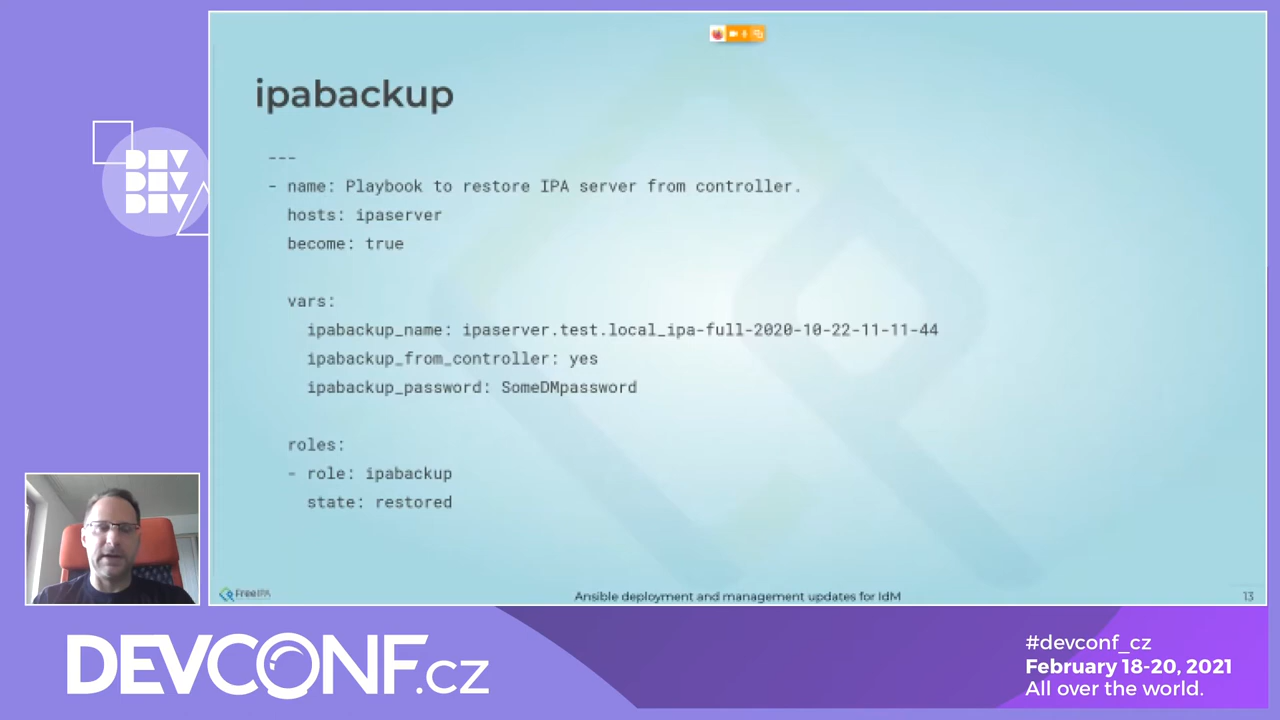 ipabackup
---
- name: Playbook to restore IPA server from controller.
hosts: ipaserver
become: true
vars:
ipabackup_name: ipaserver.test.local_ipa-full-2020-10-22-11-11-44
ipabackup_from_controller: yes
ipabackup_password: SomeDMpassword
roles:
- role: ipabackup
state: restored
FreeIPA
Ansible deployment and management updates for IdM
13
DEV
DEV
DEV
DEVCONF.cz
#devconf_cz
February 18-20, 2021
All over the world.